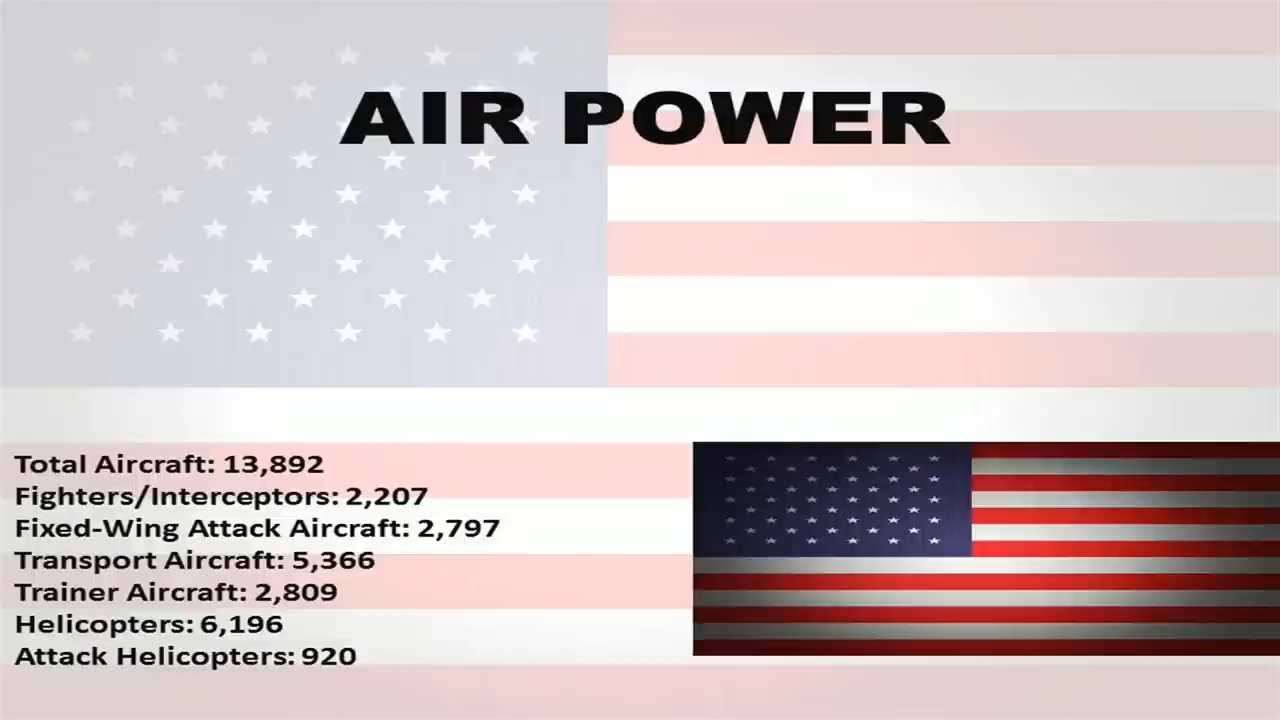 AIR POWER
Total Aircraft: 13,892
Fighters/Interceptors: 2,207
Fixed-Wing Attack Aircraft: 2,797
Transport Aircraft: 5,366
Trainer Aircraft: 2,809
Helicopters: 6,196
Attack Helicopters: 920